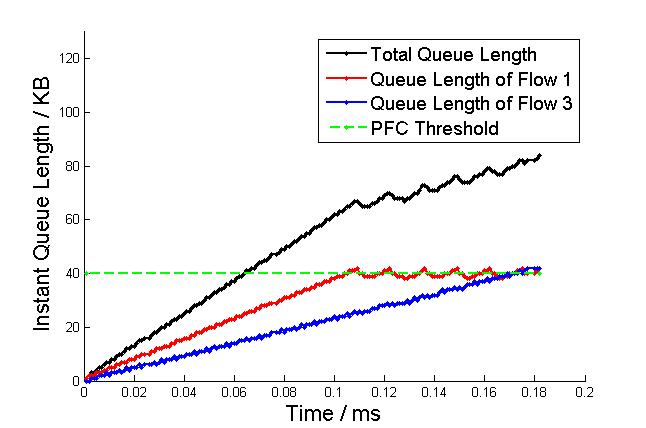 Total Queue Length
Queue Length of Flow 1
Queue Length of Flow 3
PFC Threshold
Instant Queue Length / KB
120
100
80
60
40
20
0
0 0.02 0.04 0.06 0.08 0.1 0.12 0.14 0.16 0.18 0.2
Time / ms